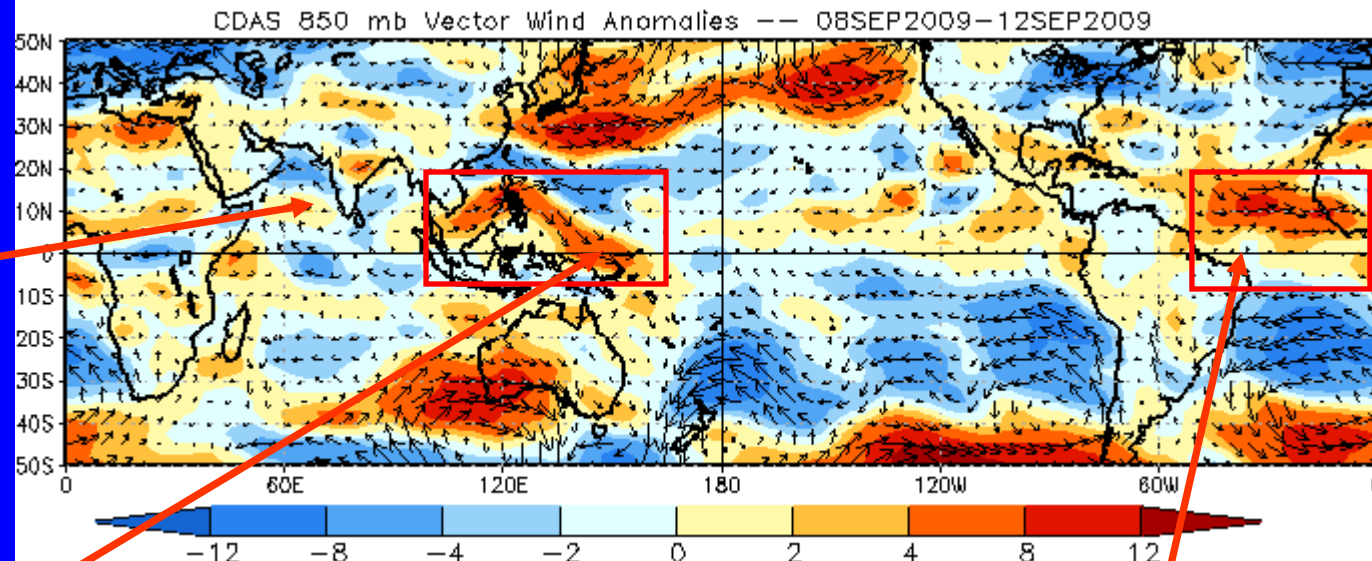 CDAS 850 mb Vector Wind Anomalies -- 08SEP2009-12SEP2009
50N
40N
30N
20N
10N
0
10S
20S
30S
40S
50S
0 60E 120E 180 120W 60W
-12 -8 -4 -2 0 2 4 8 12